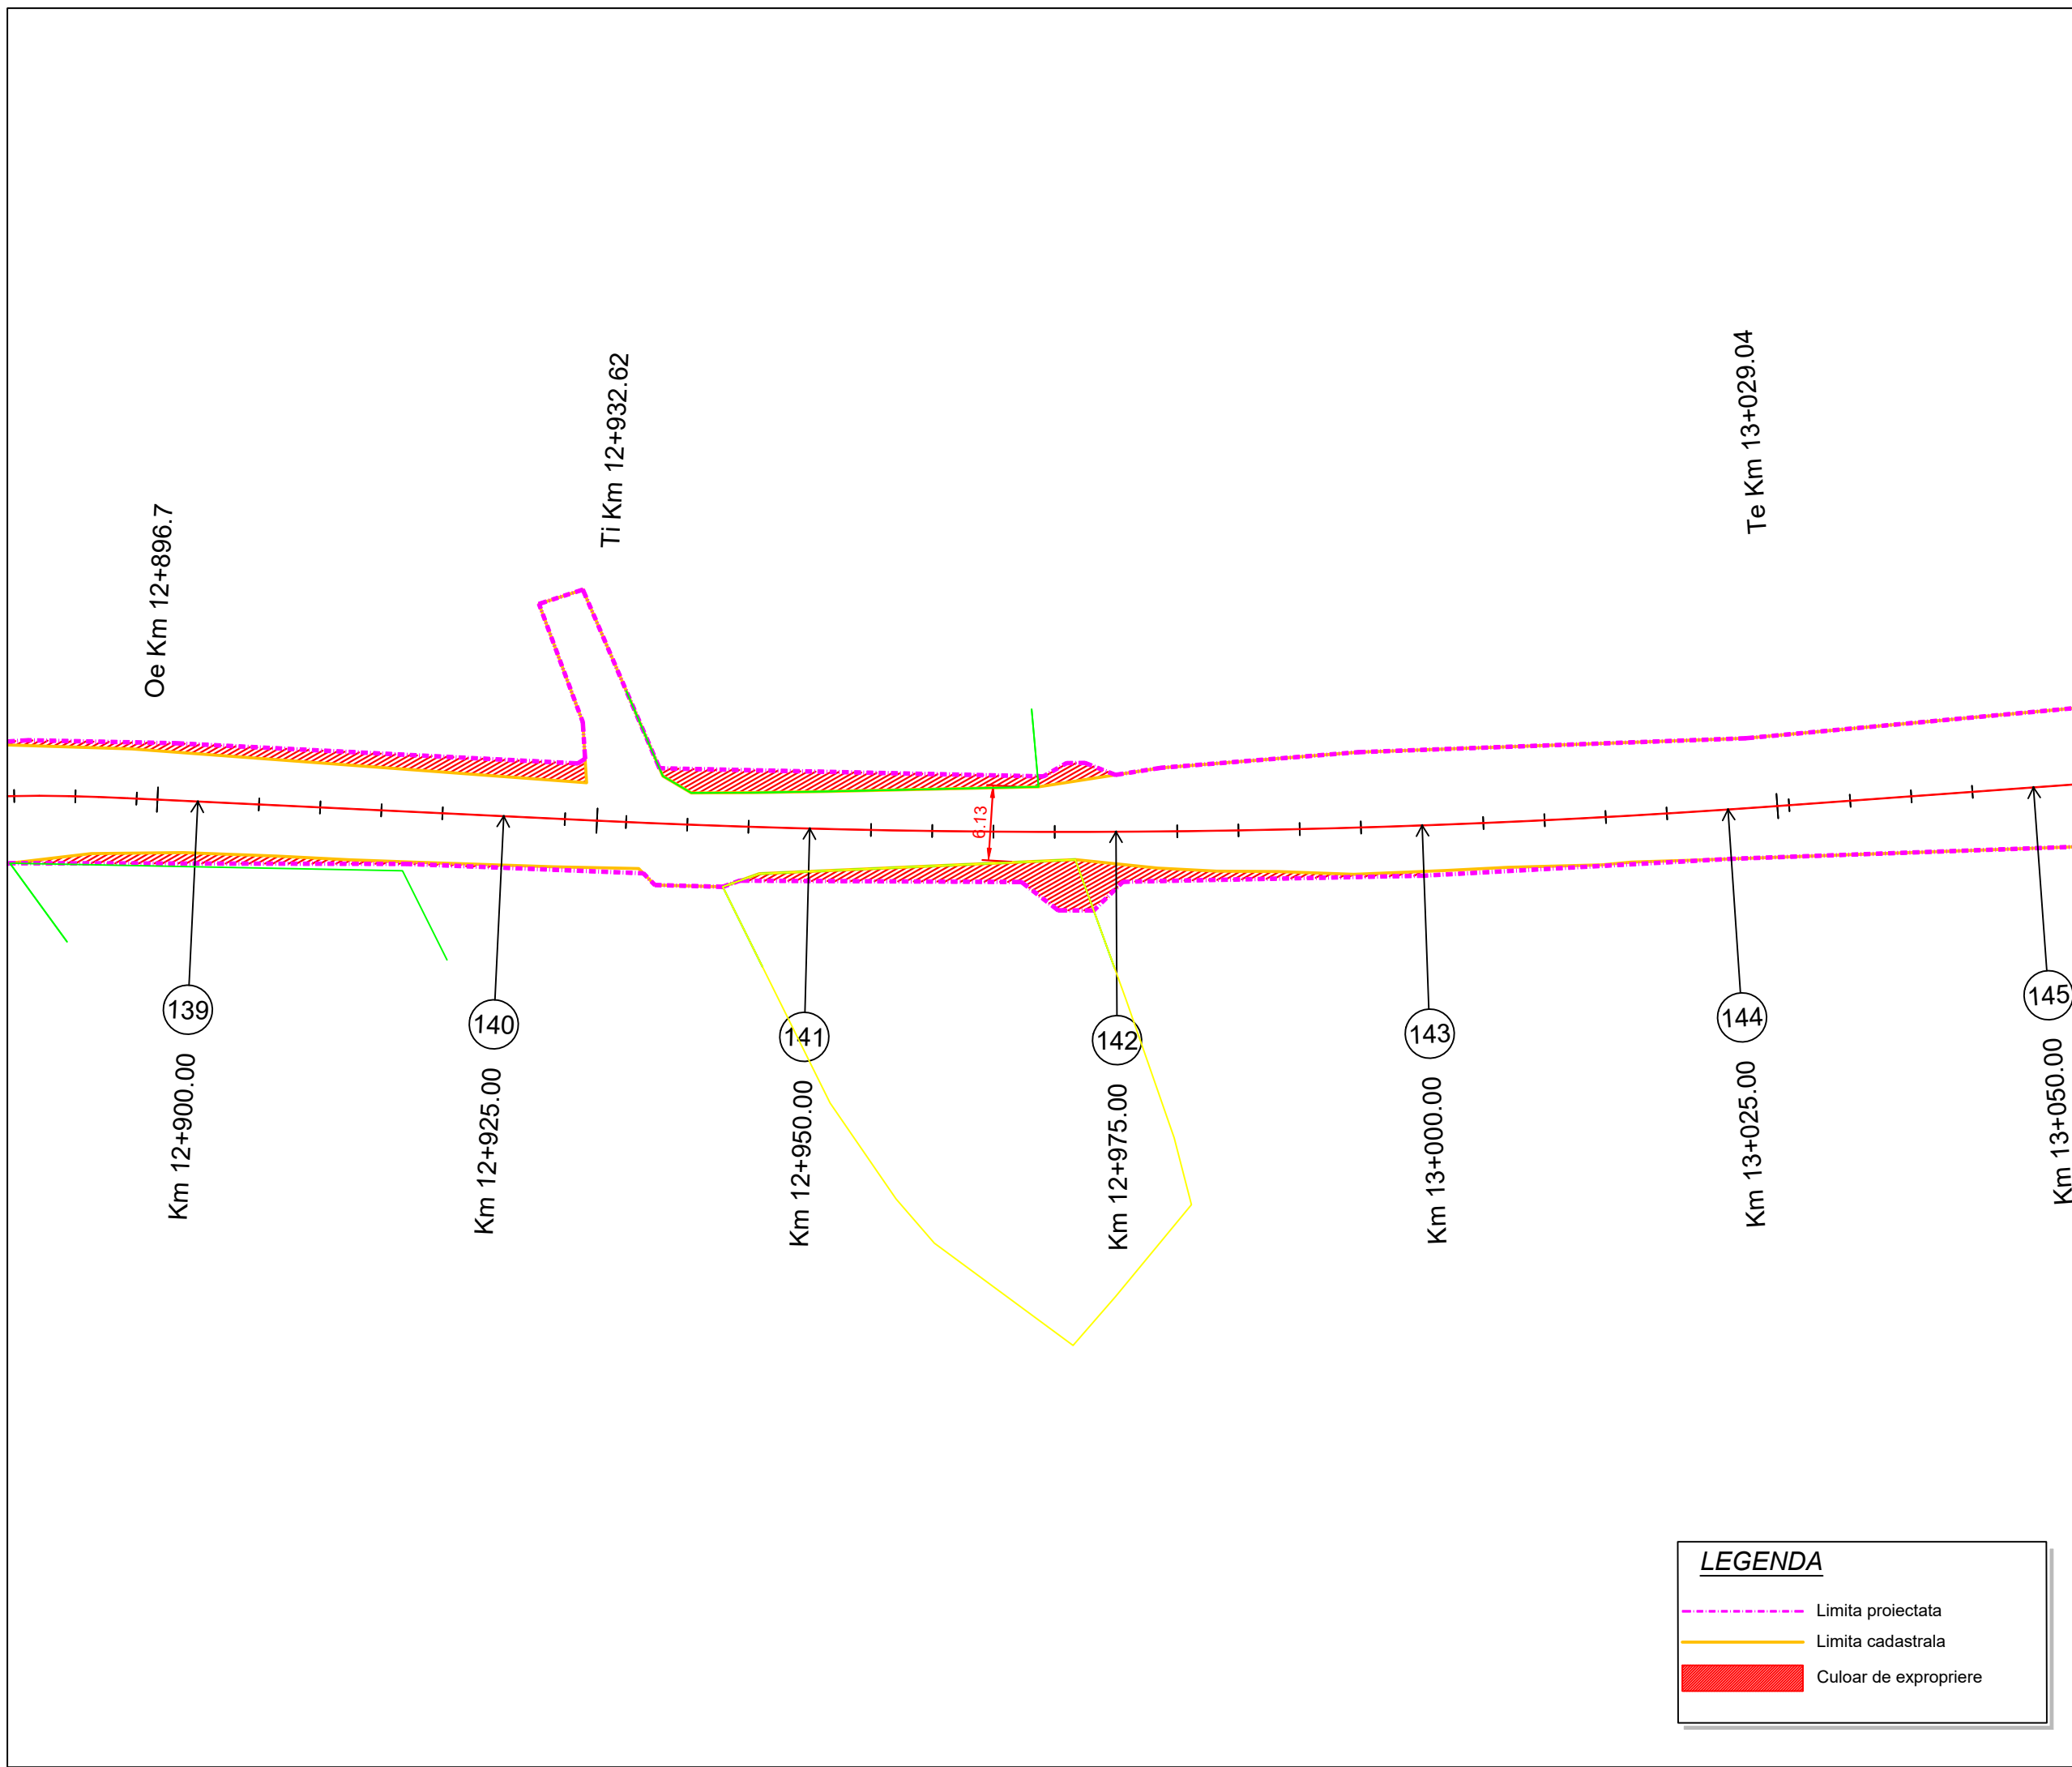 Oe Km 12+896.7
Ti Km 12+932.62
Te Km 13+029.04
6.13
139
140
141
142
143
144
145
Km 12+900.00
Km 12+925.00
Km 12+950.00
Km 12+975.00
Km 13+000.00
Km 13+025.00
Km 13+050.00
LEGENDA
Limita proiectata
Limita cadastrala
Culoar de expropriere